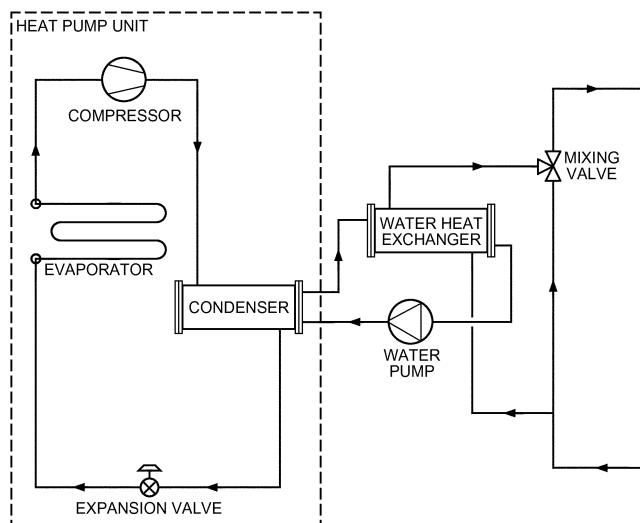 HEAT PUMP UNIT
COMPRESSOR
MIXING
VALVE
WATER HEAT
EXCHANGER
EVAPORATOR
CONDENSER
WATER
PUMP
EXPANSION VALVE